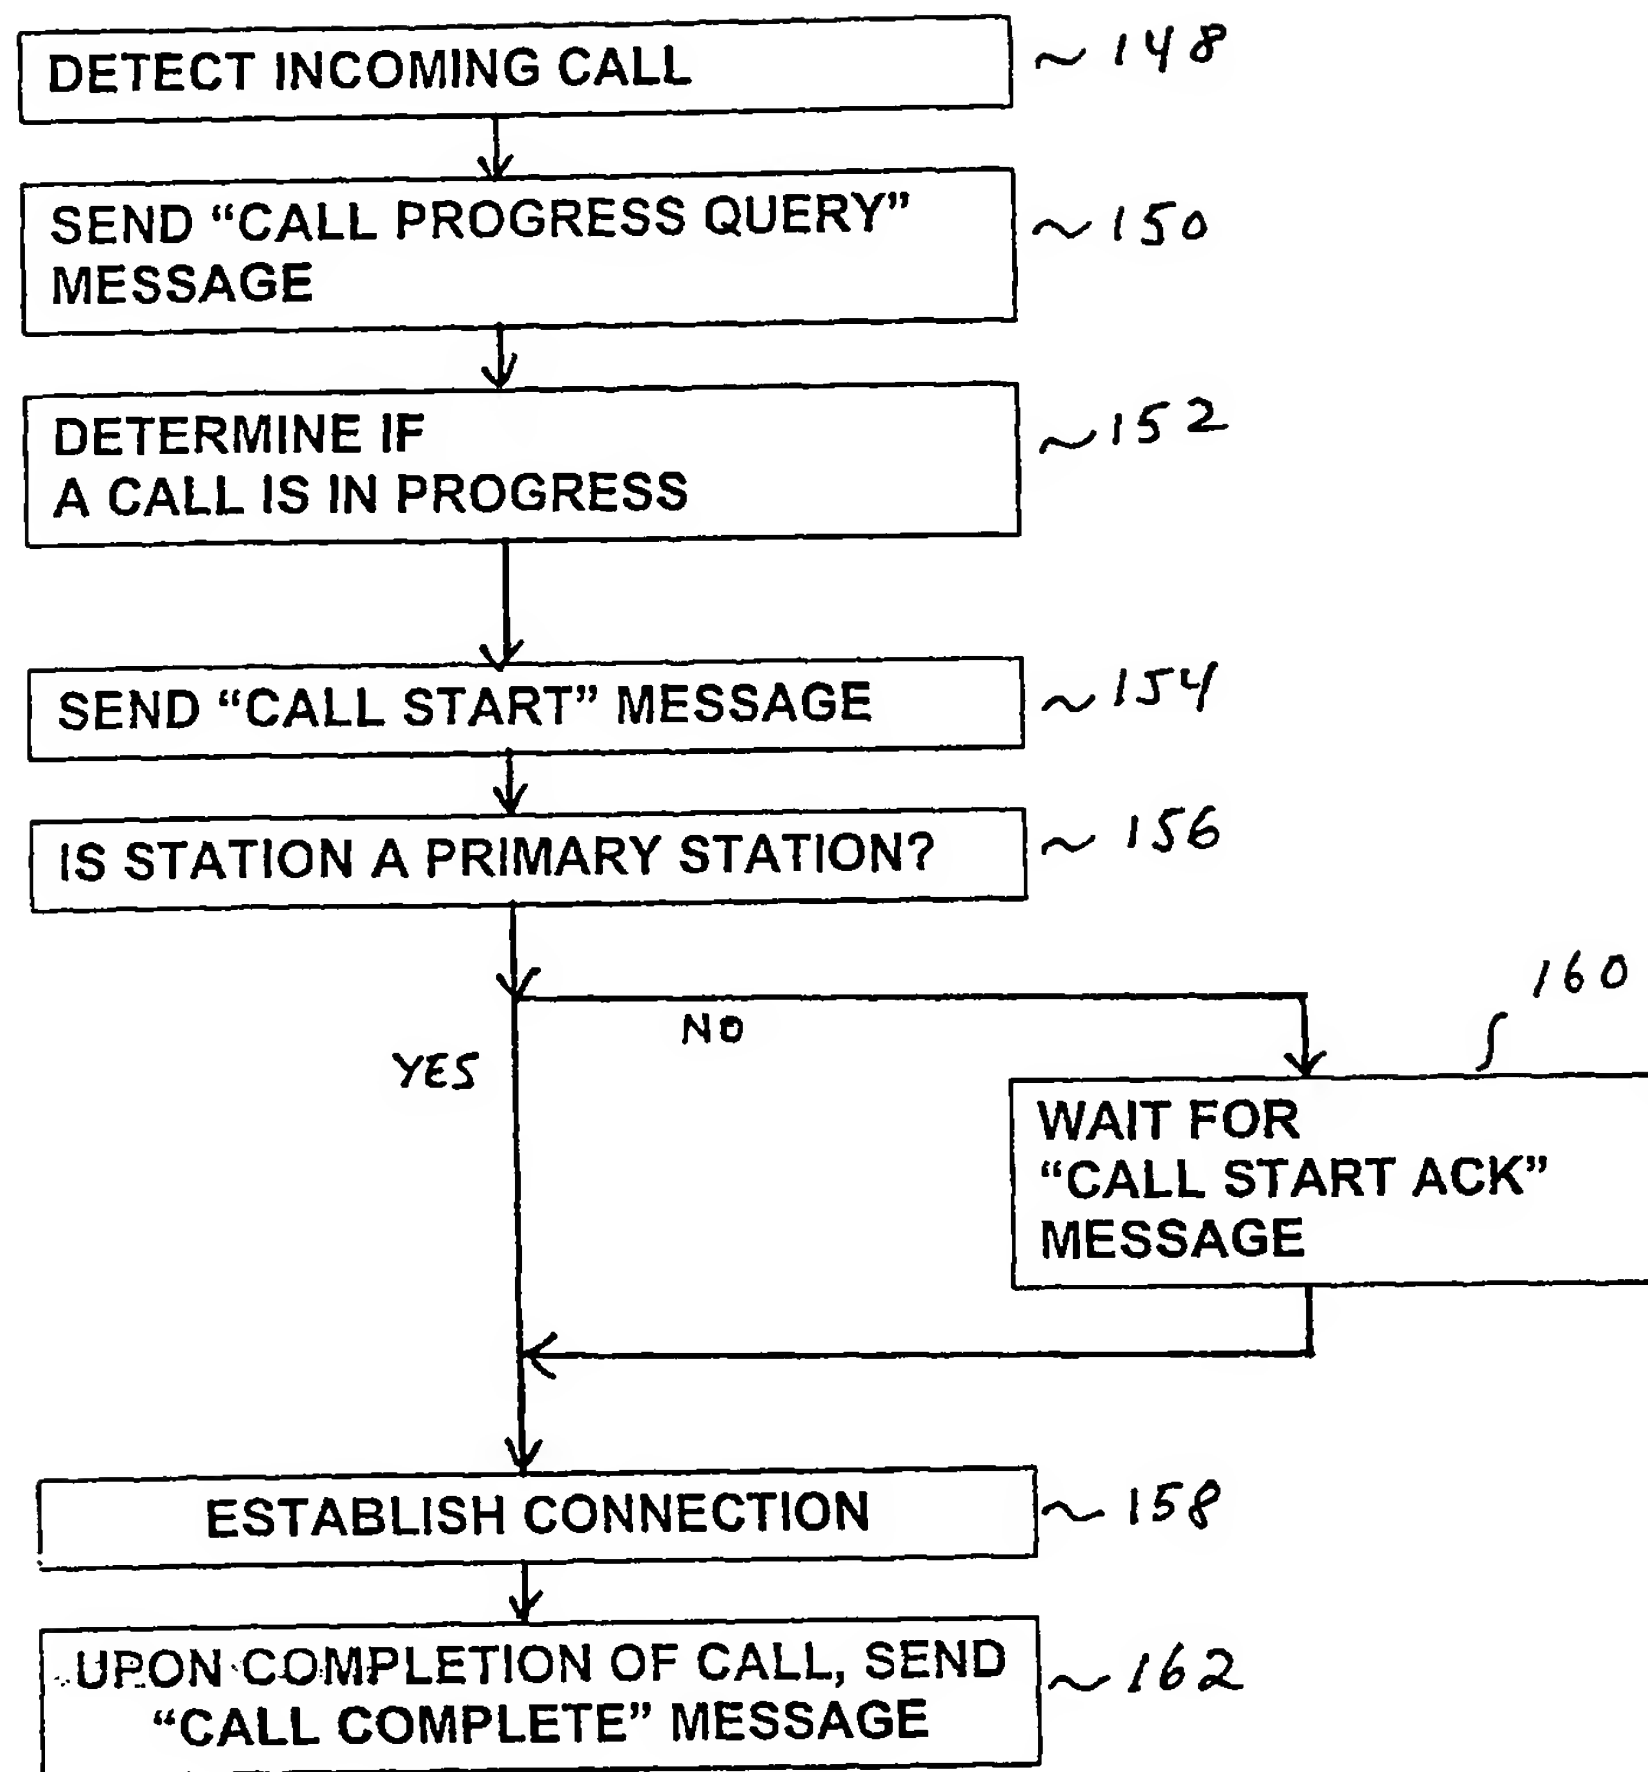 DETECT INCOMING CALL
~ 148
SEND “CALL PROGRESS QUERY”
MESSAGE
~ 150
DETERMINE IF
A CALL IS IN PROGRESS
~ 152
SEND “CALL START” MESSAGE
~ 154
IS STATION A PRIMARY STATION?
~ 156
160
NO
YES
WAIT FOR
“CALL START ACK”
MESSAGE
ESTABLISH CONNECTION
~ 158
UPON COMPLETION OF CALL, SEND
“CALL COMPLETE” MESSAGE
~ 162